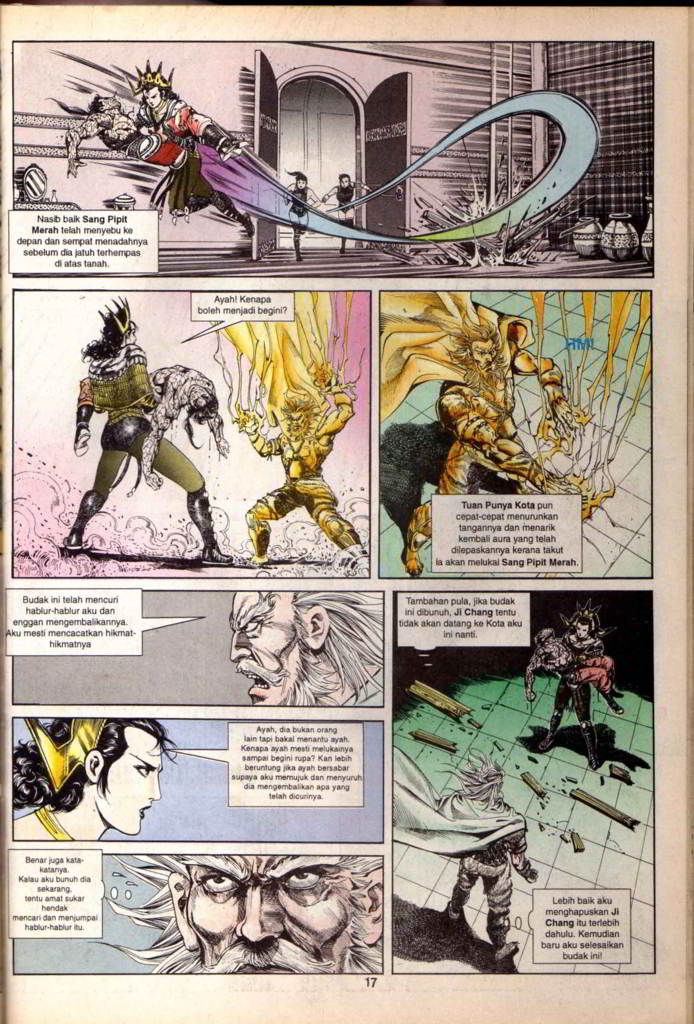 Nasib baik Sang Pipit
Merah telah menyebu ke
depan dan sempat menadahnya
sebelum dia jatuh terhempas
di atas tanah.
Ayah! Kenapa
boleh menjadi begini?
HM!
Tuan Punya Kota pun
cepat-cepat menurunkan
tangannya dan menarik
kembali aura yang telah
dilepaskannya kerana takut
ia akan melukai Sang Pipit Merah.
Budak ini telah mencuri
hablur-hablur aku dan
enggan mengembalikannya.
Aku mesti mencacatkan hikmat-
hikmatnya
Ayah, dia bukan orang
lain tapi bakal menantu ayah.
Kenapa ayah mesti melukainya
sampai begini rupa? Kan lebih
beruntung jika ayah bersabar
supaya aku memujuk dan menyuruh
dia mengembalikan apa yang
telah dicurinya.
Benar juga kata-
katanya.
Kalau aku bunuh dia
sekarang,
tentu amat sukar
hendak
mencari dan menjumpai
hablur-hablur itu.
Tambahan pula, jika budak
ini dibunuh, Ji Chang tentu
tidak akan datang ke Kota aku
ini nanti.
Lebih baik aku
menghapuskan Ji
Chang itu terlebih
dahulu. Kemudian
baru aku selesaikan
budak ini!
17